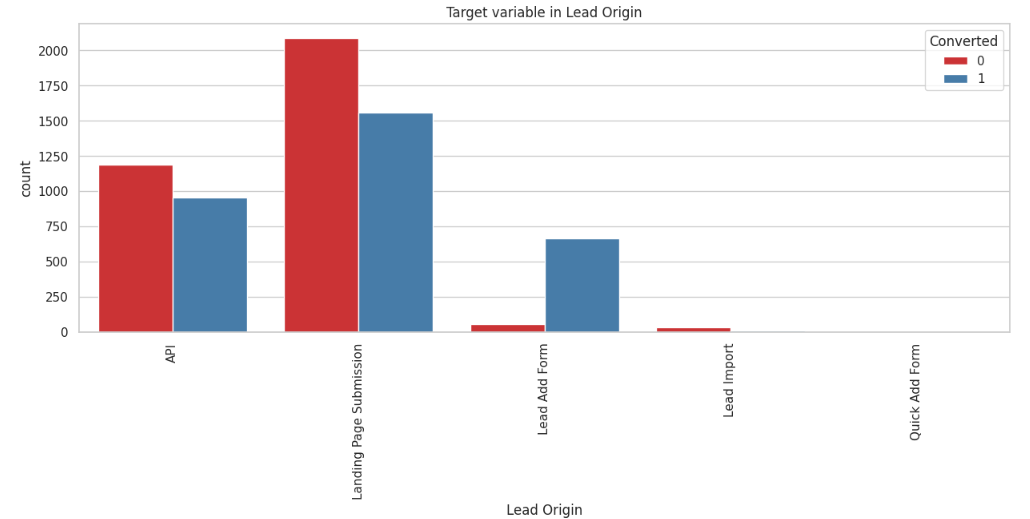 Target variable in Lead Origin
Converted
0
1
2000
1750
1500
1250
1000
750
500
250
0
count
API
Landing Page Submission
Lead Add Form
Lead Import
Quick Add Form
Lead Origin